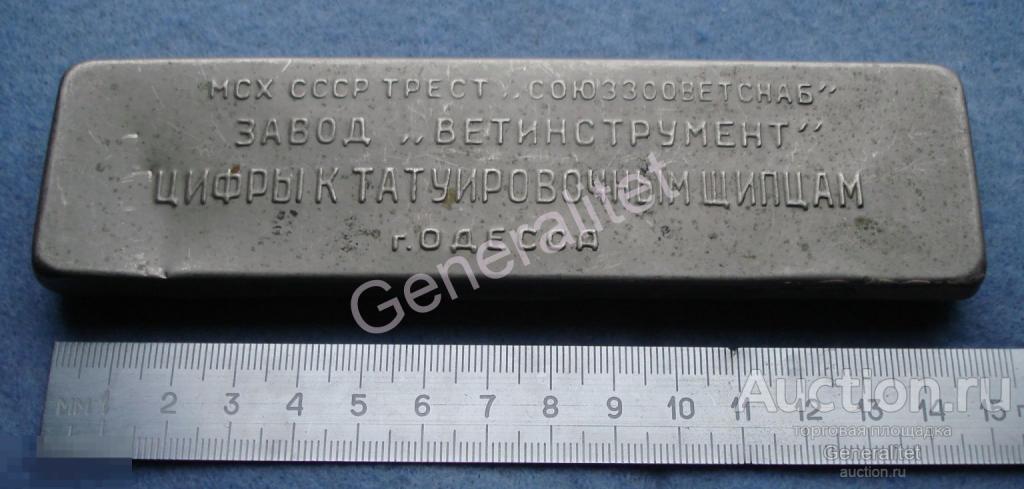 МСХ СССР ТРЕСТ „СОЮЗЗООВЕТСНАБ"
ЗАВОД „ВЕТИНСТРУМЕНТ"
ЦИФРЫ К ТАТУИРОВОЧНЫМ ЩИПЦАМ
г. ОДЕССА
Generalitet
ММ 1 2 3 4 5 6 7 8 9 10 11 12 13 14 15
Auction.ru
торговая площадка
Generalitet
auction.ru